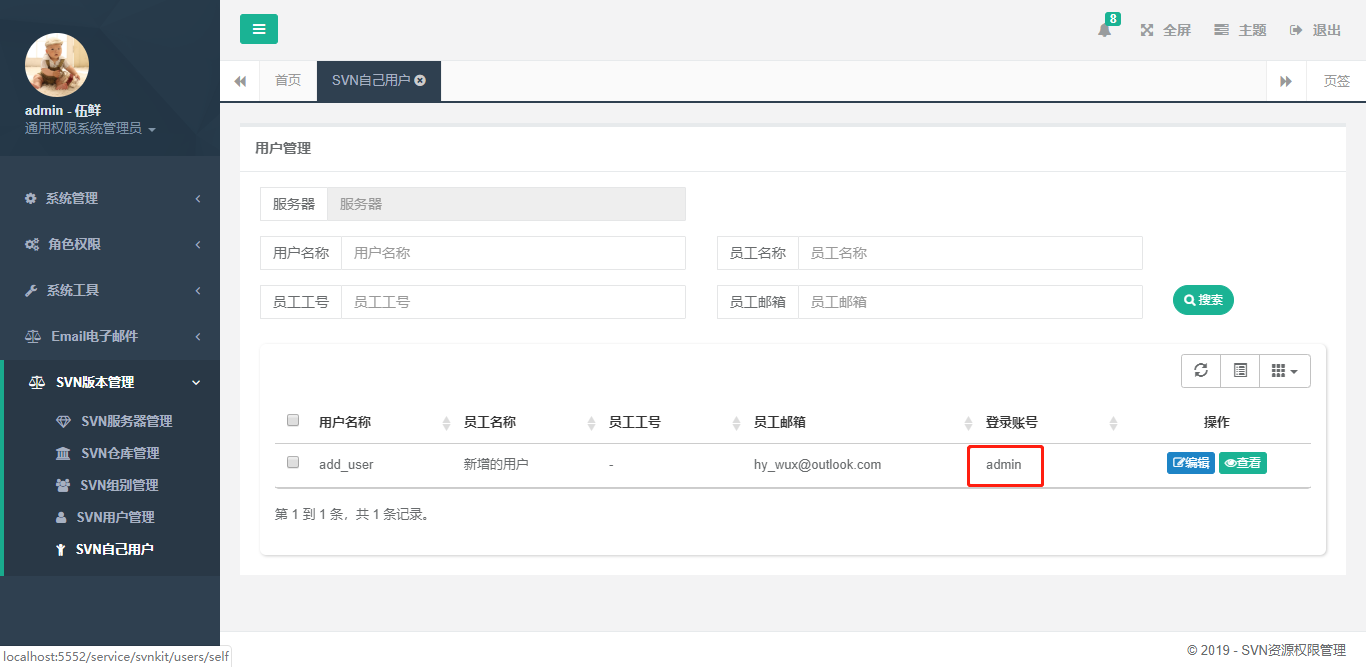 admin - 伍鲜
通用权限系统管理员
系统管理
角色权限
系统工具
Email电子邮件
SVN版本管理
SVN服务器管理
SVN仓库管理
SVN组别管理
SVN用户管理
SVN自己用户
localhost:5552/service/svnkit/users/self
8
全屏 主题 退出
首页 SVN自己用户 页签
用户管理
服务器 服务器
用户名称 用户名称 员工名称 员工名称
员工工号 员工工号 员工邮箱 员工邮箱 搜索
用户名称 员工名称 员工工号 员工邮箱 登录账号 操作
add_user 新增的用户 - hy_wux@outlook.com admin 编辑 查看
第 1 到 1 条，共 1 条记录。
© 2019 - SVN资源权限管理